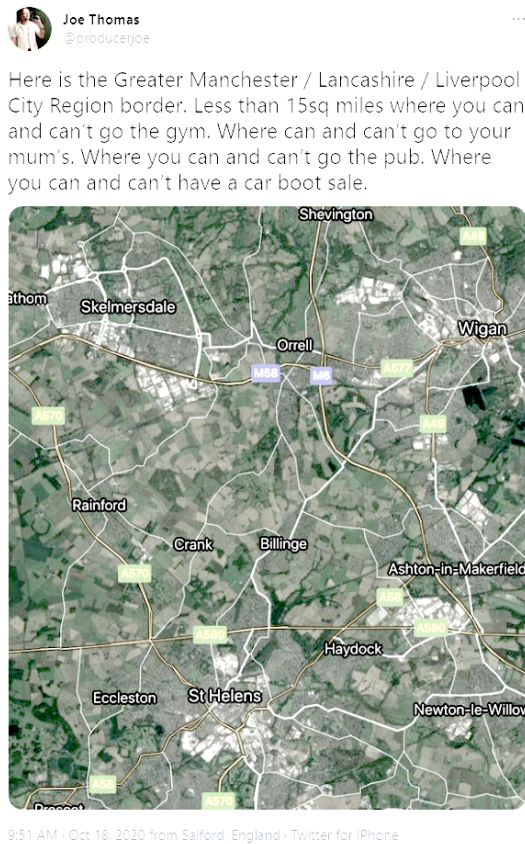 Joe Thomas
@producerjoe
Here is the Greater Manchester / Lancashire / Liverpool
City Region border. Less than 15sq miles where you can
and can't go the gym. Where can and can't go to your
mum's. Where you can and can't go the pub. Where
you can and can't have a car boot sale.
Shevington
A49
athom
Skelmersdale
Wigan
Orrell
M58
M6
A577
A570
A49
Rainford
Crank
Billinge
A570
Ashton-in-Makerfield
A58
A580
A580
Haydock
Eccleston
St Helens
Newton-le-Willow
A58
A570
Prescot
9:51 AM · Oct 18, 2020 from Salford, England · Twitter for iPhone